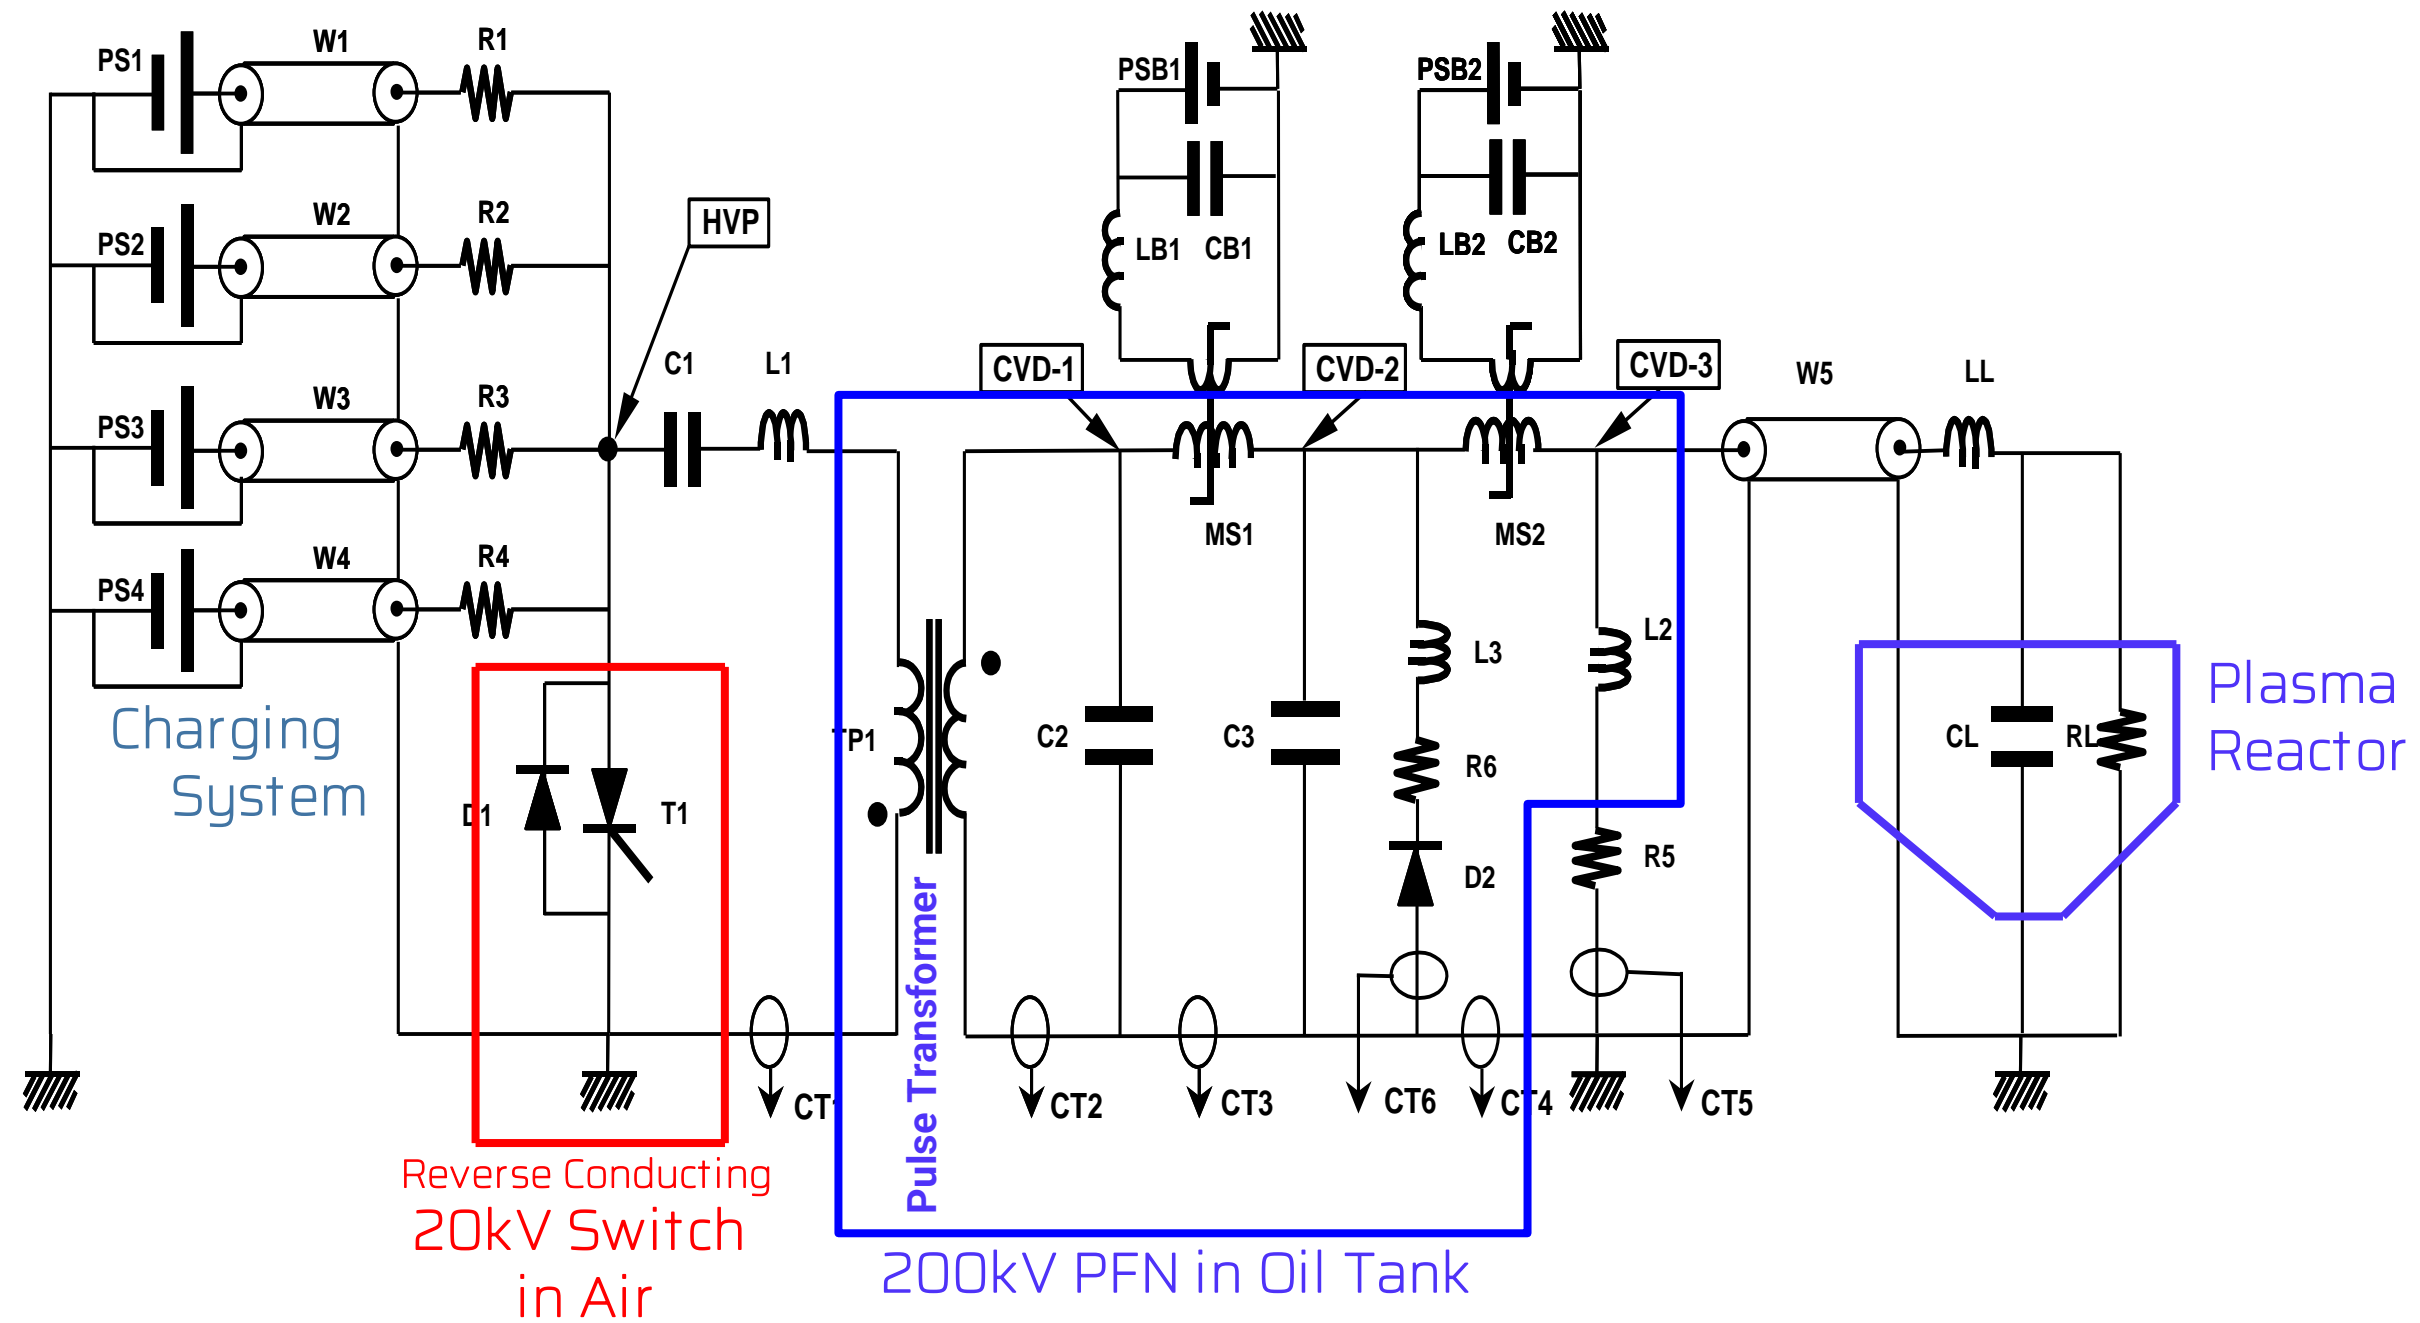 PS1
W1
R1
PS2
W2
R2
PS3
W3
R3
PS4
W4
R4
Charging
System
HVP
C1
L1
D1
T1
Reverse Conducting
20kV Switch
in Air
CT1
TP1
Pulse Transformer
PSB1
LB1
CB1
PSB2
LB2
CB2
CVD-1
CVD-2
CVD-3
MS1
MS2
C2
C3
L3
R6
D2
L2
R5
CT2
CT3
CT6
CT4
CT5
200kV PFN in Oil Tank
W5
LL
CL
RL
Plasma
Reactor